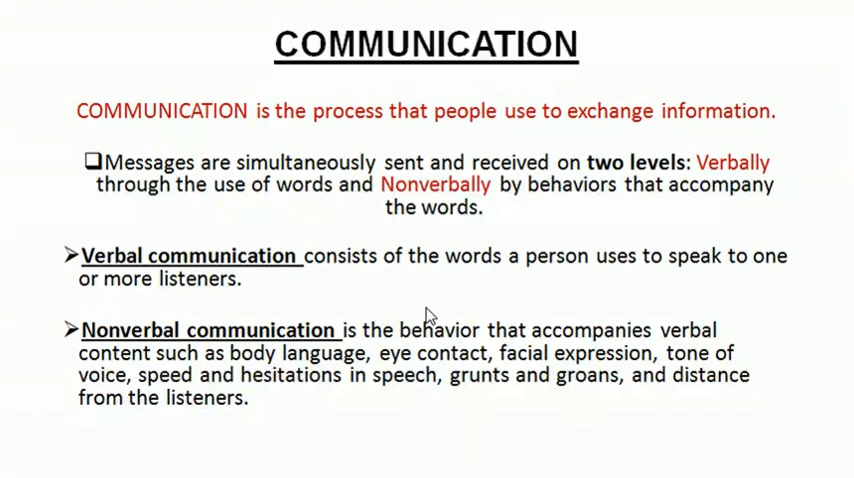 COMMUNICATION
COMMUNICATION is the process that people use to exchange information.
❑Messages are simultaneously sent and received on two levels: Verbally
through the use of words and Nonverbally by behaviors that accompany
the words.
➢Verbal communication consists of the words a person uses to speak to one
or more listeners.
➢Nonverbal communication is the behavior that accompanies verbal
content such as body language, eye contact, facial expression, tone of
voice, speed and hesitations in speech, grunts and groans, and distance
from the listeners.